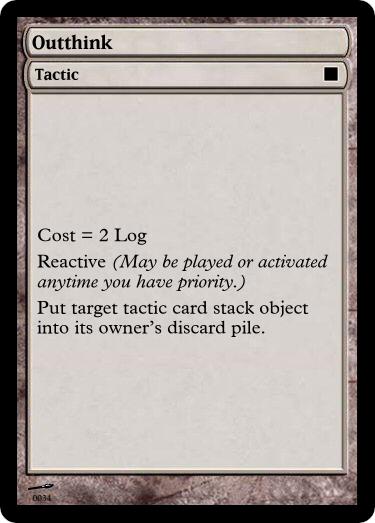 Outthink
Tactic
Cost = 2 Log
Reactive (May be played or activated
anytime you have priority.)
Put target tactic card stack object
into its owner's discard pile.
0034